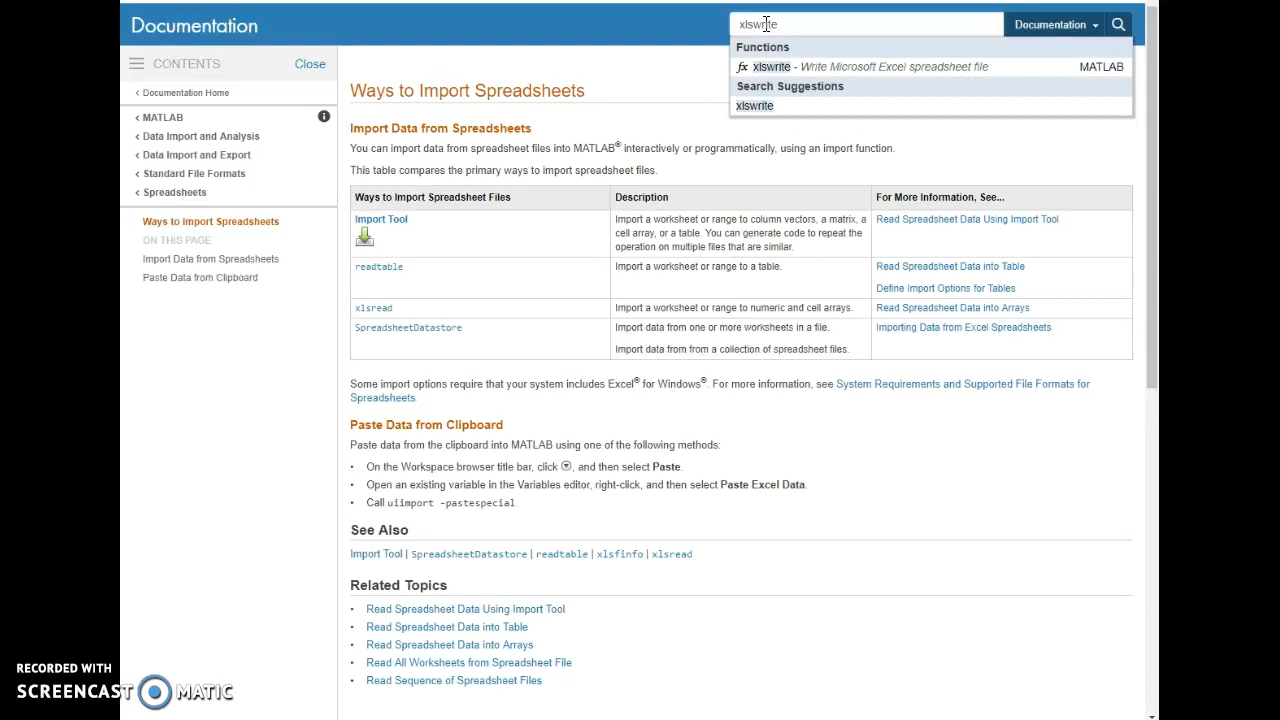 Documentation
xlswrite
Documentation
Functions
fx xlswrite - Write Microsoft Excel spreadsheet file MATLAB
Search Suggestions
xlswrite
CONTENTS Close
‹ Documentation Home
‹ MATLAB
‹ Data Import and Analysis
‹ Data Import and Export
‹ Standard File Formats
‹ Spreadsheets
Ways to Import Spreadsheets
ON THIS PAGE
Import Data from Spreadsheets
Paste Data from Clipboard
Ways to Import Spreadsheets
Import Data from Spreadsheets
You can import data from spreadsheet files into MATLAB® interactively or programmatically, using an import function.
This table compares the primary ways to import spreadsheet files.
Ways to Import Spreadsheet Files Description For More Information, See...
Import Tool
Import a worksheet or range to column vectors, a matrix, a
cell array, or a table. You can generate code to repeat the
operation on multiple files that are similar.
Read Spreadsheet Data Using Import Tool
readtable
Import a worksheet or range to a table.
Read Spreadsheet Data into Table
Define Import Options for Tables
xlsread
Import a worksheet or range to numeric and cell arrays.
Read Spreadsheet Data into Arrays
SpreadsheetDatastore
Import data from one or more worksheets in a file.
Import data from from a collection of spreadsheet files.
Importing Data from Excel Spreadsheets
Some import options require that your system includes Excel® for Windows®. For more information, see System Requirements and Supported File Formats for
Spreadsheets.
Paste Data from Clipboard
Paste data from the clipboard into MATLAB using one of the following methods:
• On the Workspace browser title bar, click , and then select Paste.
• Open an existing variable in the Variables editor, right-click, and then select Paste Excel Data.
• Call uiimport -pastespecial.
See Also
Import Tool | SpreadsheetDatastore | readtable | xlsfinfo | xlsread
Related Topics
• Read Spreadsheet Data Using Import Tool
• Read Spreadsheet Data into Table
• Read Spreadsheet Data into Arrays
• Read All Worksheets from Spreadsheet File
• Read Sequence of Spreadsheet Files
RECORDED WITH
SCREENCAST MATIC